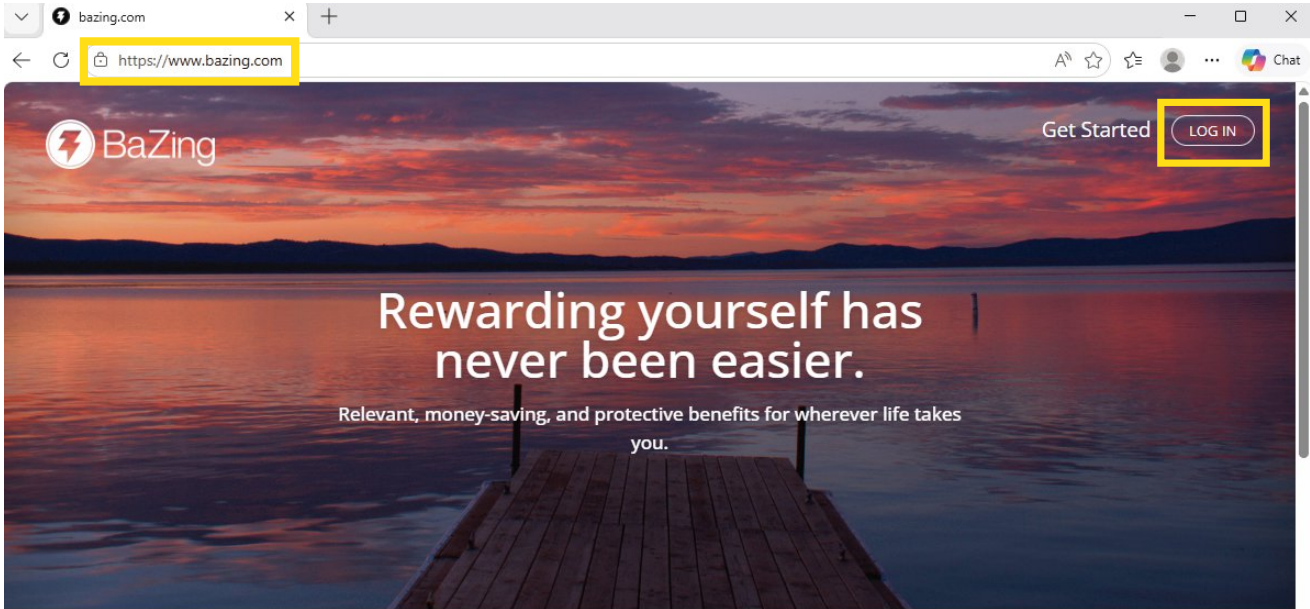 bazing.com
https://www.bazing.com
Chat
BaZing
Get Started
LOG IN
Rewarding yourself has
never been easier.
Relevant, money-saving, and protective benefits for wherever life takes
you.